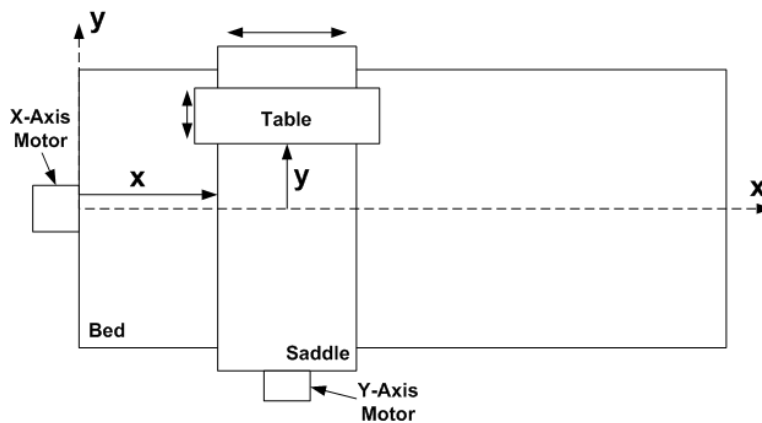 y
X-Axis
Motor
Table
x
y
x
Bed
Saddle
Y-Axis
Motor